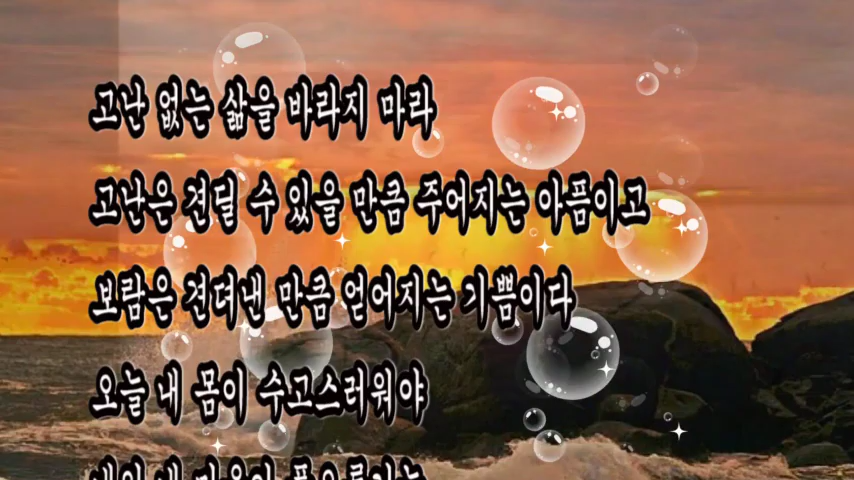 고난 없는 삶을 바라지 마라
고난은 견딜 수 있을 만큼 주어지는 아픔이고
보람은 견뎌낸 만큼 얻어지는 기쁨이다
오늘 내 몸이 수고스러워야